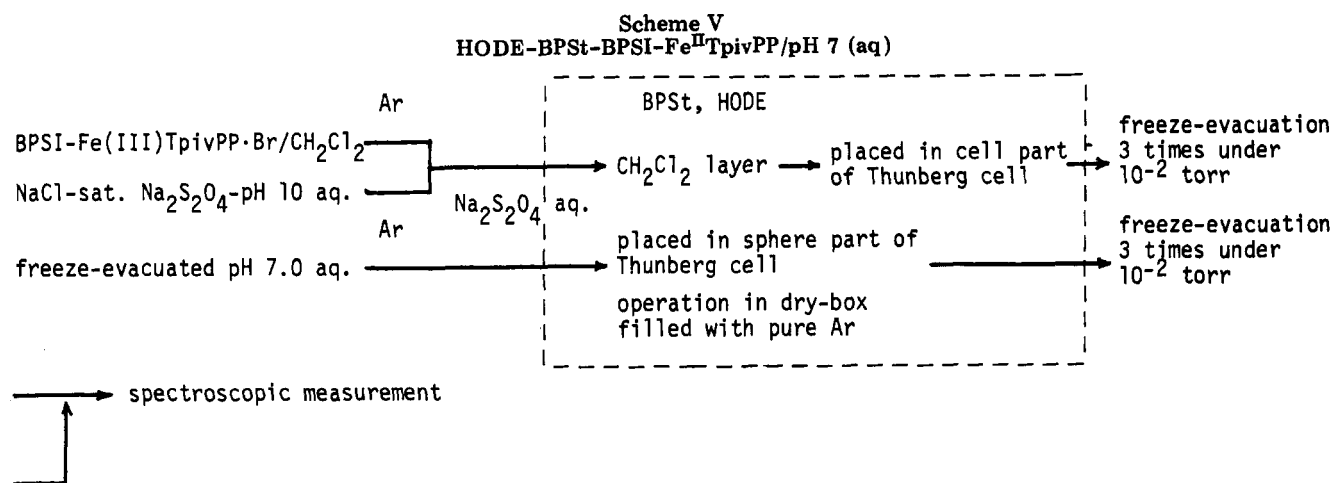 Scheme V
HODE-BPSt-BPSI-Fe^II TpivPP/pH 7 (aq)
Ar
BPSI-Fe(III)TpivPP·Br/CH2Cl2
NaCl-sat. Na2S2O4-pH 10 aq.
Na2S2O4 aq.
Ar
freeze-evacuated pH 7.0 aq.
BPSt, HODE
CH2Cl2 layer
placed in cell part
of Thunberg cell
freeze-evacuation
3 times under
10^-2 torr
placed in sphere part of
Thunberg cell
operation in dry-box
filled with pure Ar
freeze-evacuation
3 times under
10^-2 torr
spectroscopic measurement